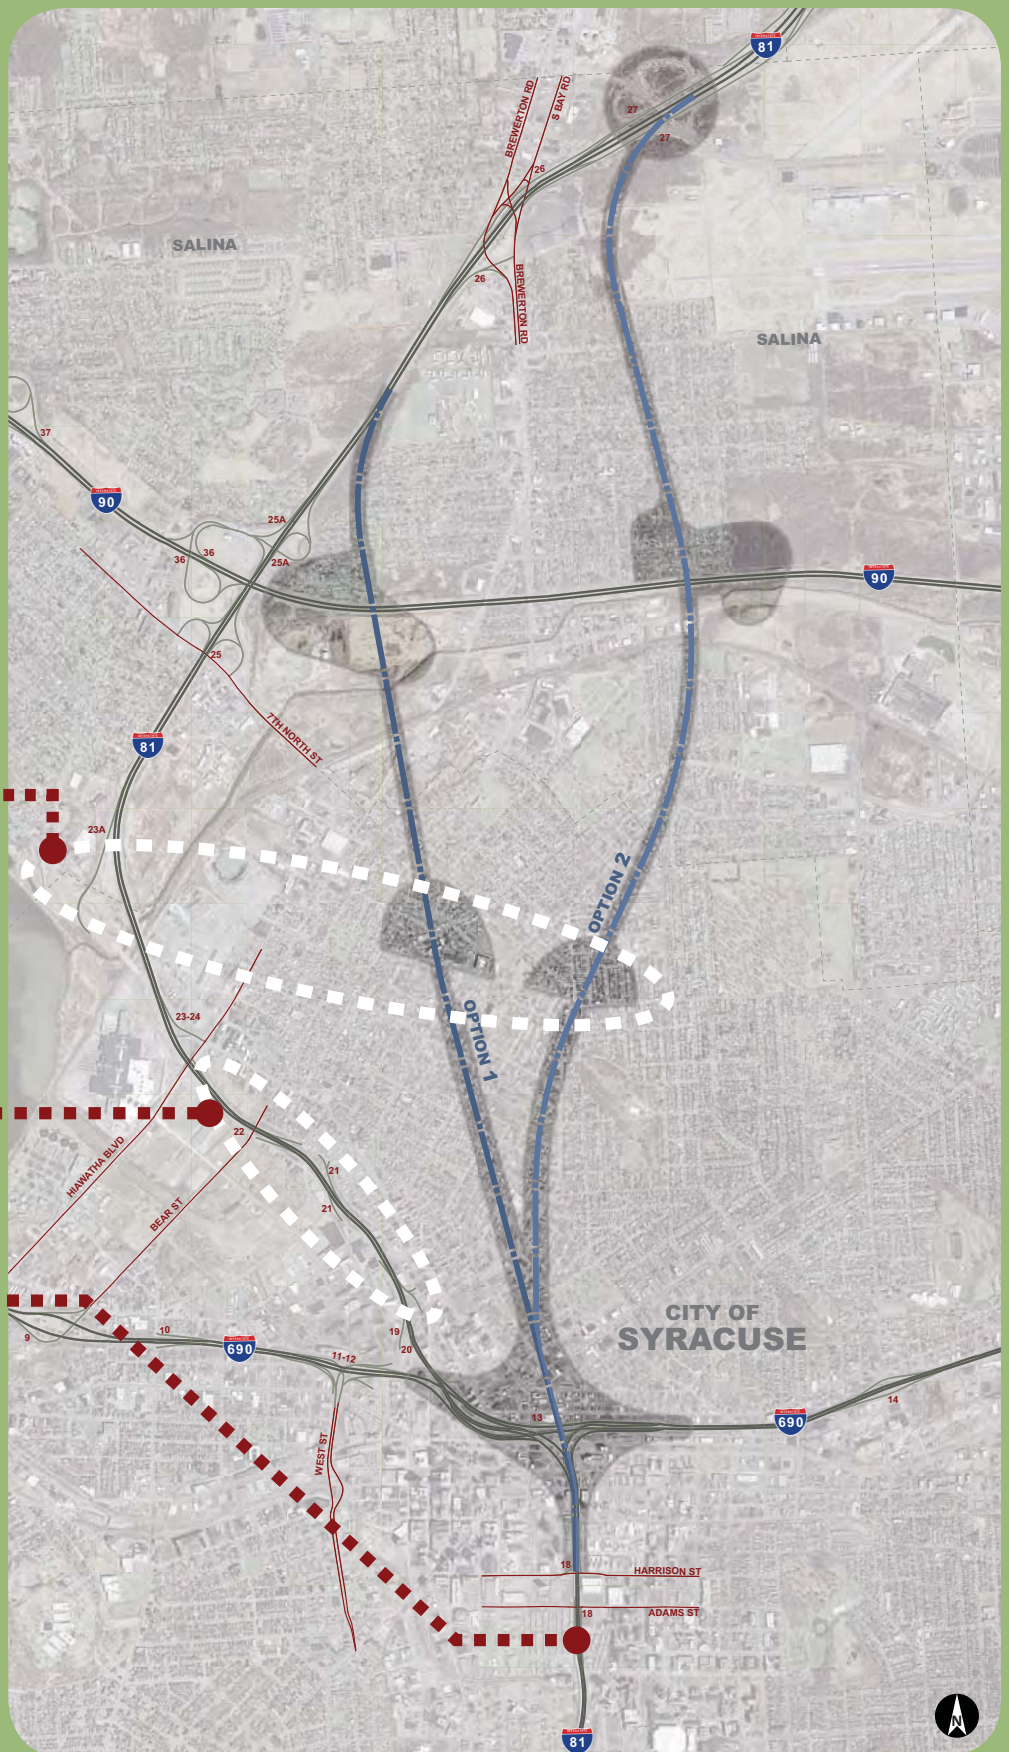 81
BREWERTON RD
S BAY RD
27
27
26
SALINA
26
BREWERTON RD
SALINA
37
90
25A
36
36
25A
90
25
7TH NORTH ST
81
23A
OPTION 2
OPTION 1
23-24
22
HIAWATHA BLVD
21
BEAR ST
21
CITY OF
SYRACUSE
9
10
690
11-12
19
20
14
13
690
WEST ST
18
HARRISON ST
18
ADAMS ST
N
81